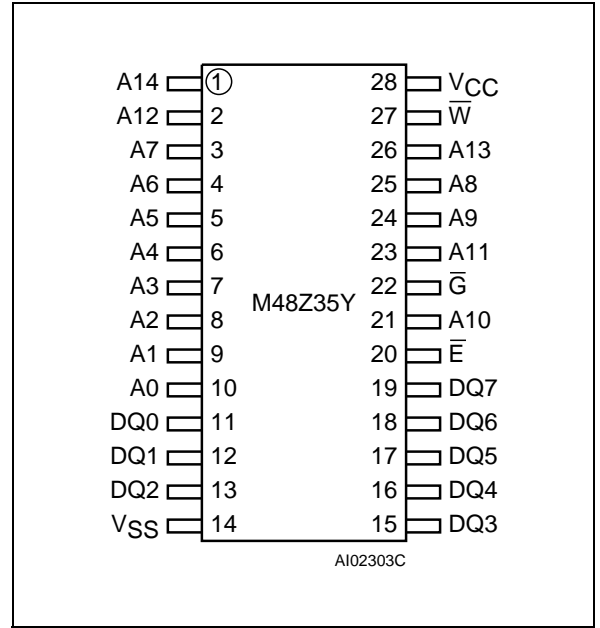 A14 1 28 VCC
A12 2 27 W̅
A7 3 26 A13
A6 4 25 A8
A5 5 24 A9
A4 6 23 A11
A3 7 22 G̅
M48Z35Y
A2 8 21 A10
A1 9 20 E̅
A0 10 19 DQ7
DQ0 11 18 DQ6
DQ1 12 17 DQ5
DQ2 13 16 DQ4
VSS 14 15 DQ3
AI02303C